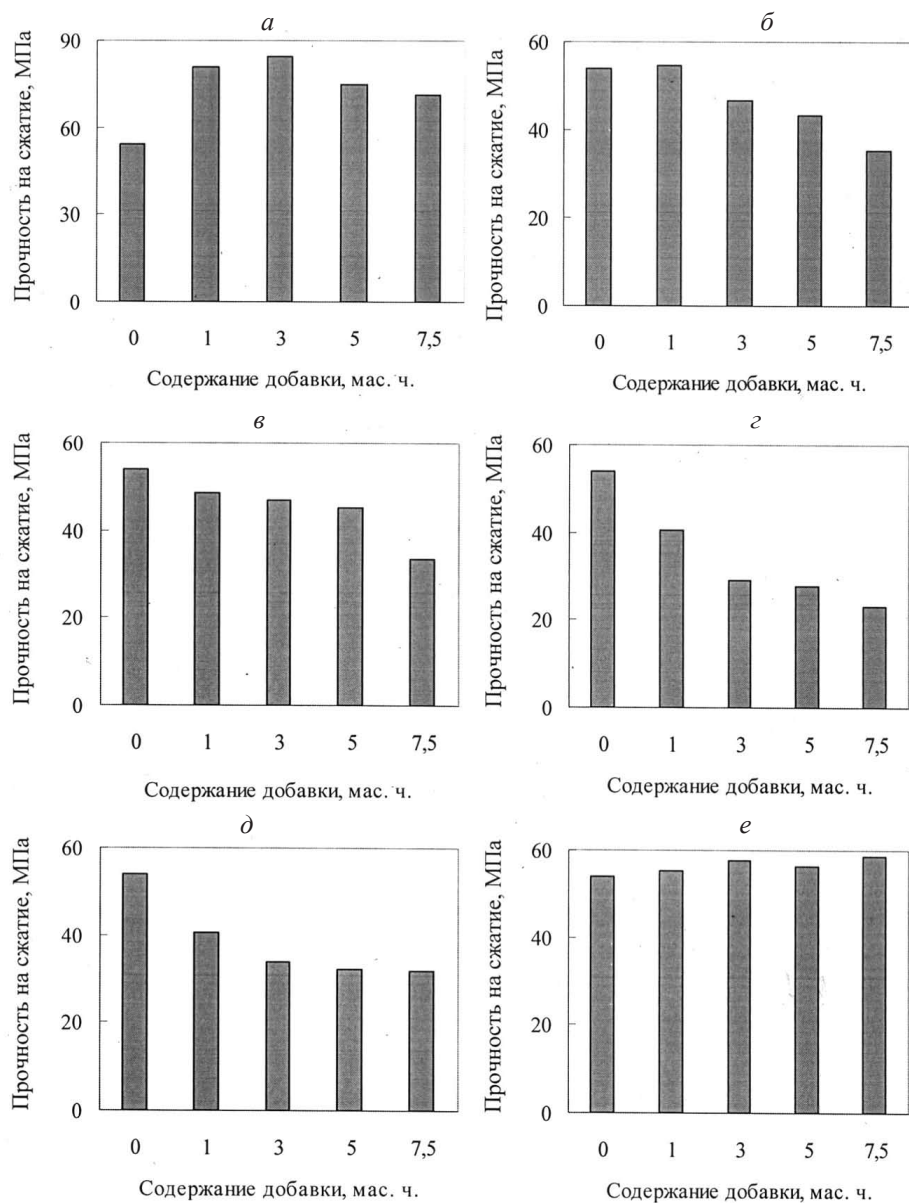 а
Прочность на сжатие, МПа
90
60
30
0
0 1 3 5 7,5
Содержание добавки, мас. ч.
б
Прочность на сжатие, МПа
60
40
20
0
0 1 3 5 7,5
Содержание добавки, мас. ч.
в
Прочность на сжатие, МПа
60
40
20
0
0 1 3 5 7,5
Содержание добавки, мас. ч.
г
Прочность на сжатие, МПа
60
40
20
0
0 1 3 5 7,5
Содержание добавки, мас. ч.
д
Прочность на сжатие, МПа
60
40
20
0
0 1 3 5 7,5
Содержание добавки, мас. ч.
е
Прочность на сжатие, МПа
60
40
20
0
0 1 3 5 7,5
Содержание добавки, мас. ч.